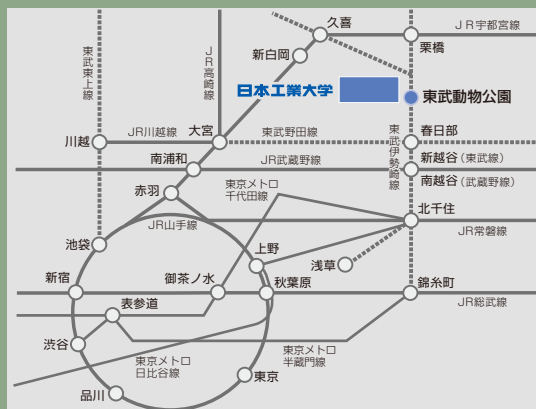 久喜
JR宇都宮線
栗橋
新白岡
東武東上線
JR高崎線
日本工業大学
東武動物公園
川越
JR川越線
大宮
東武野田線
東武伊勢崎線
春日部
南浦和
JR武蔵野線
新越谷(東武線)
南越谷(武蔵野線)
赤羽
東京メトロ
千代田線
北千住
JR山手線
JR常磐線
池袋
上野
浅草
新宿
御茶ノ水
秋葉原
錦糸町
JR総武線
表参道
渋谷
東京メトロ
日比谷線
東京メトロ
半蔵門線
東京
品川